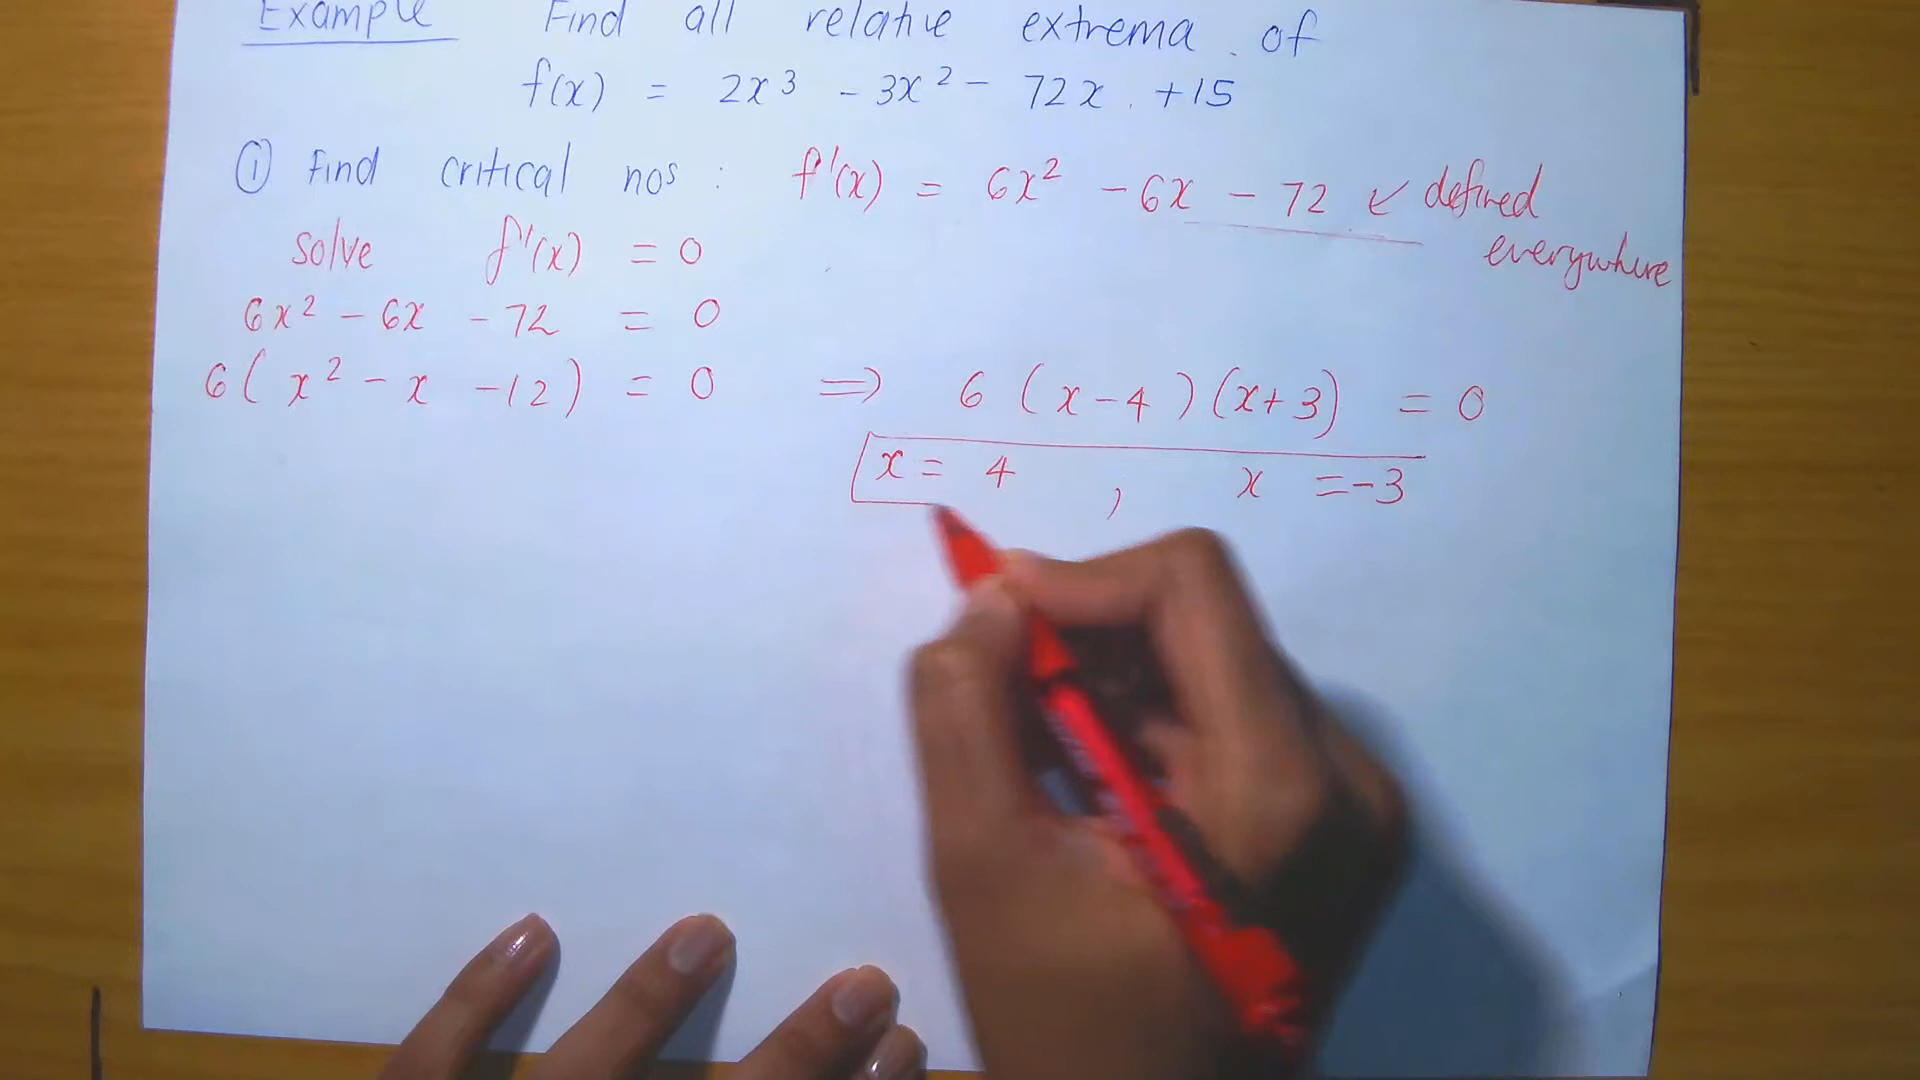 Example Find all relative extrema of
f(x) = 2x³ - 3x² - 72x + 15
① Find critical nos : f'(x) = 6x² - 6x - 72 ↙ defined everywhere
solve f'(x) = 0
6x² - 6x - 72 = 0
6(x² - x - 12) = 0 ⇒ 6(x-4)(x+3) = 0
x = 4 , x = -3